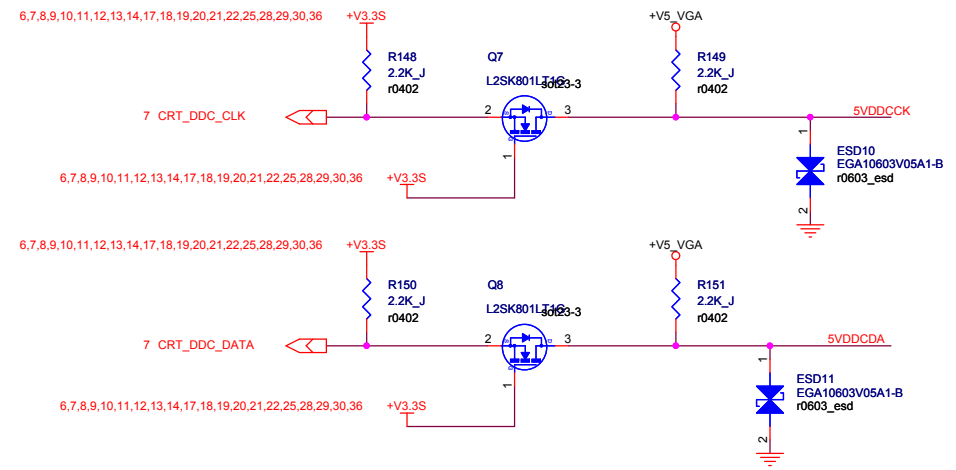 6,7,8,9,10,11,12,13,14,17,18,19,20,21,22,25,28,29,30,36 +V3.3S +V5_VGA
R148 Q7 R149
2.2K_J L2SK801LT1G sot23-3 2.2K_J
r0402 r0402
7 CRT_DDC_CLK 2 3 5VDDCCK
1 1
ESD10
EGA10603V05A1-B
6,7,8,9,10,11,12,13,14,17,18,19,20,21,22,25,28,29,30,36 +V3.3S r0603_esd
2
6,7,8,9,10,11,12,13,14,17,18,19,20,21,22,25,28,29,30,36 +V3.3S +V5_VGA
R150 Q8 R151
2.2K_J L2SK801LT1G sot23-3 2.2K_J
r0402 r0402
7 CRT_DDC_DATA 2 3 5VDDCDA
1 1
ESD11
EGA10603V05A1-B
6,7,8,9,10,11,12,13,14,17,18,19,20,21,22,25,28,29,30,36 +V3.3S r0603_esd
2